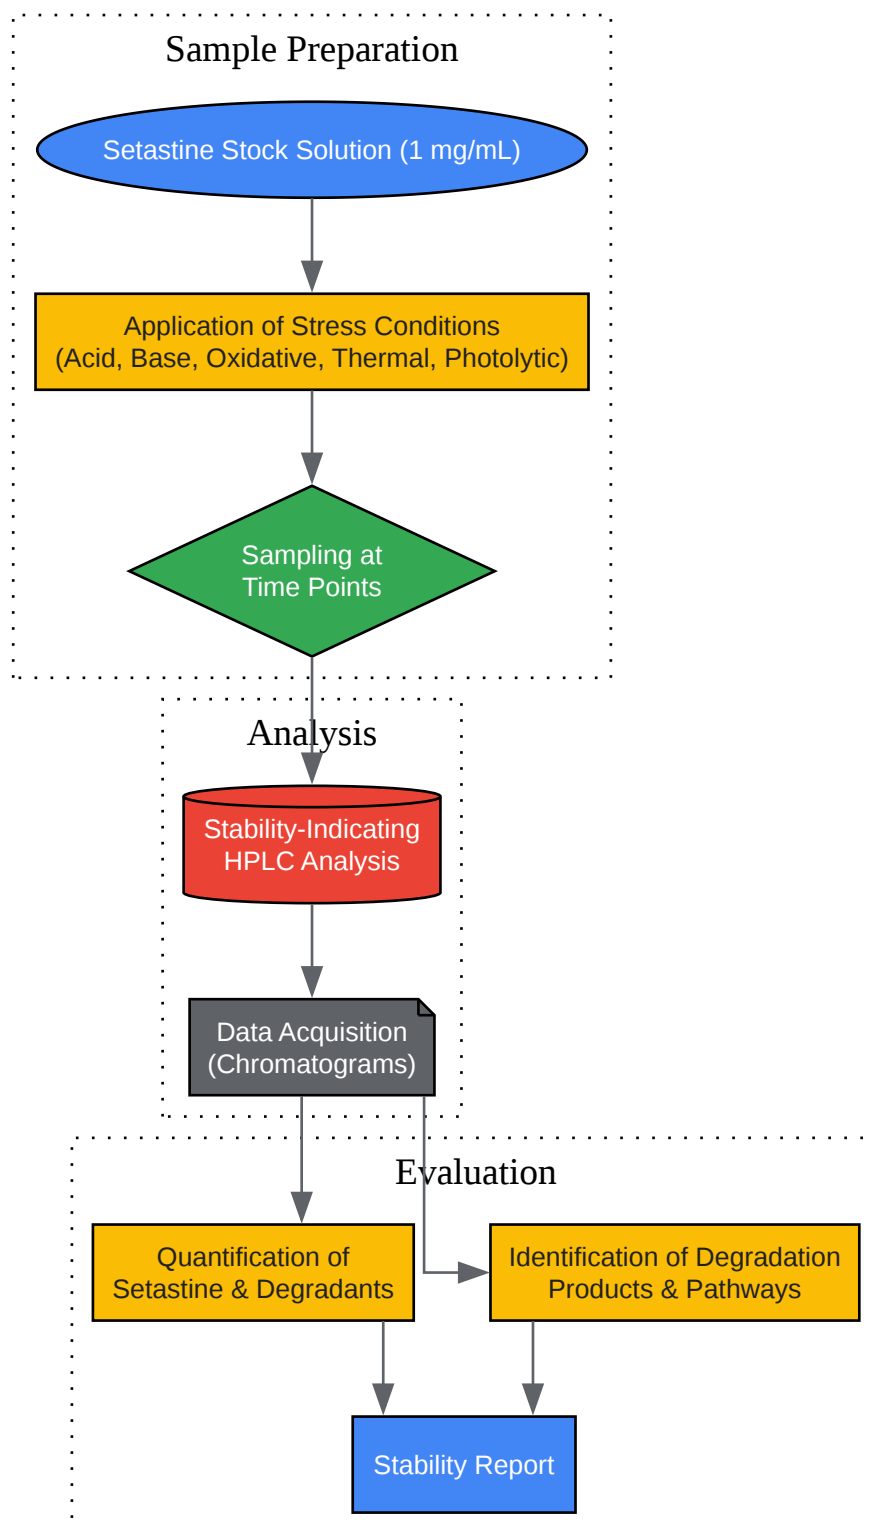 Sample Preparation
Setastine Stock Solution (1 mg/mL)
Application of Stress Conditions
(Acid, Base, Oxidative, Thermal, Photolytic)
Sampling at
Time Points
Analysis
Stability-Indicating
HPLC Analysis
Data Acquisition
(Chromatograms)
Evaluation
Quantification of
Setastine & Degradants
Identification of Degradation
Products & Pathways
Stability Report